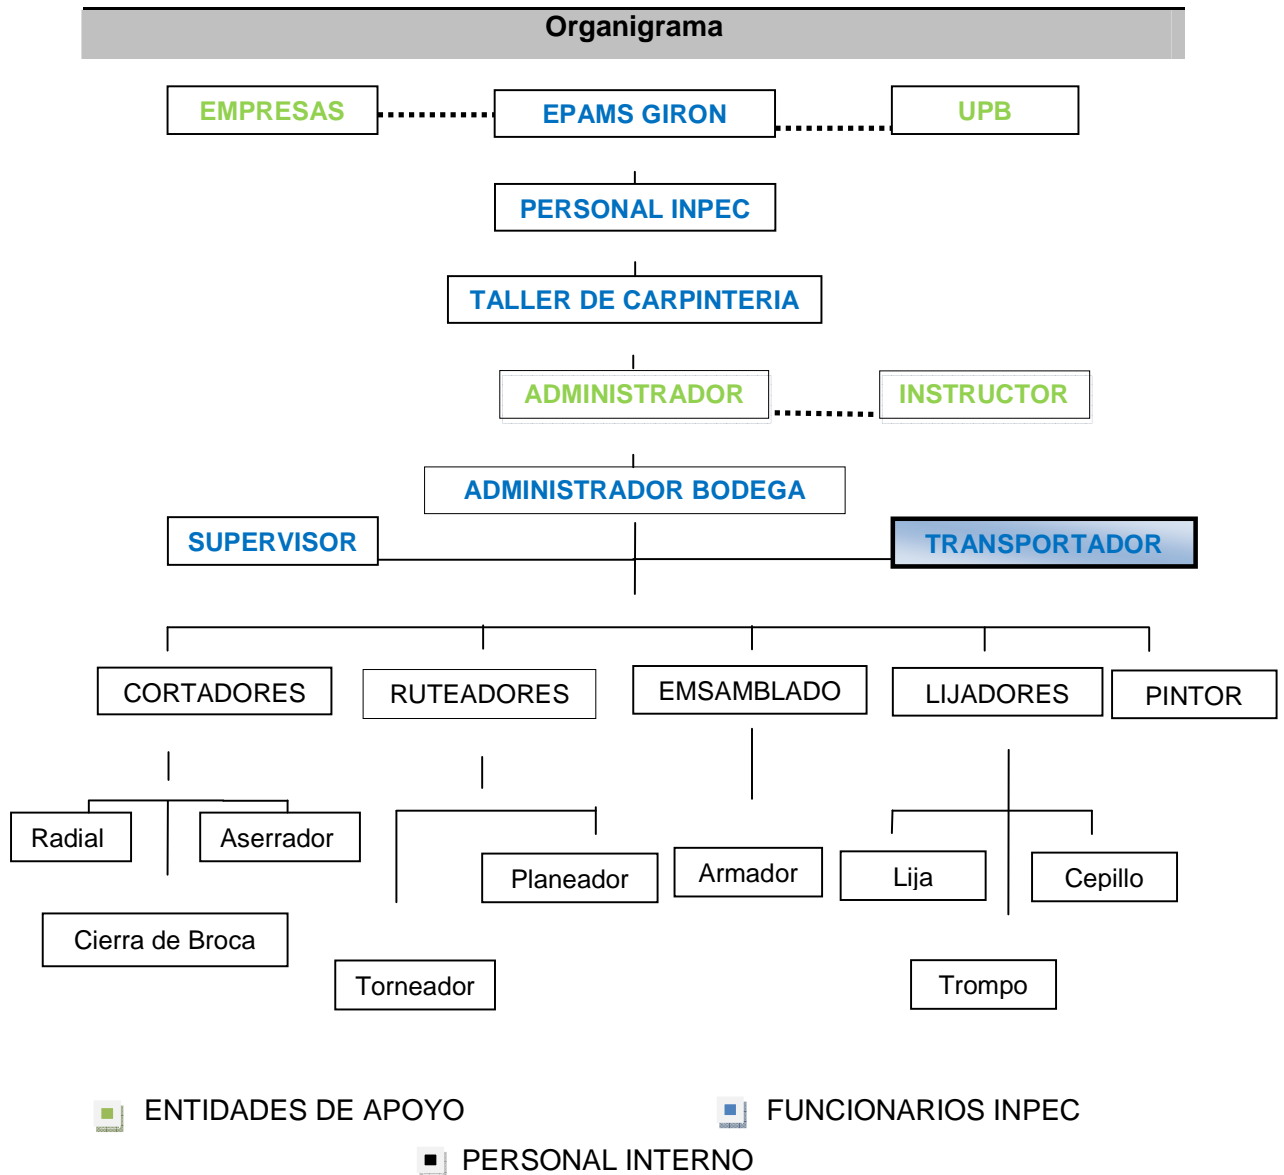 Organigrama
EMPRESAS
EPAMS GIRON
UPB
PERSONAL INPEC
TALLER DE CARPINTERIA
ADMINISTRADOR
INSTRUCTOR
ADMINISTRADOR BODEGA
SUPERVISOR
TRANSPORTADOR
CORTADORES
RUTEADORES
EMSAMBLADO
LIJADORES
PINTOR
Radial
Aserrador
Planeador
Armador
Lija
Cepillo
Cierra de Broca
Torneador
Trompo
ENTIDADES DE APOYO
FUNCIONARIOS INPEC
PERSONAL INTERNO